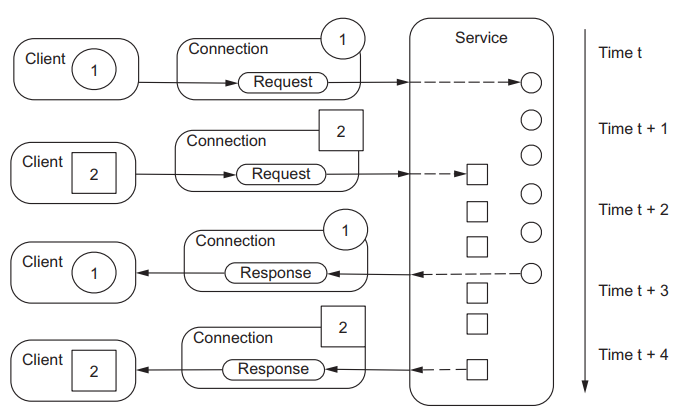 Client
1
Connection
1
Request
Service
Time t
Time t + 1
Client
2
Connection
2
Request
Time t + 2
Client
1
Connection
1
Response
Time t + 3
Client
2
Connection
2
Response
Time t + 4